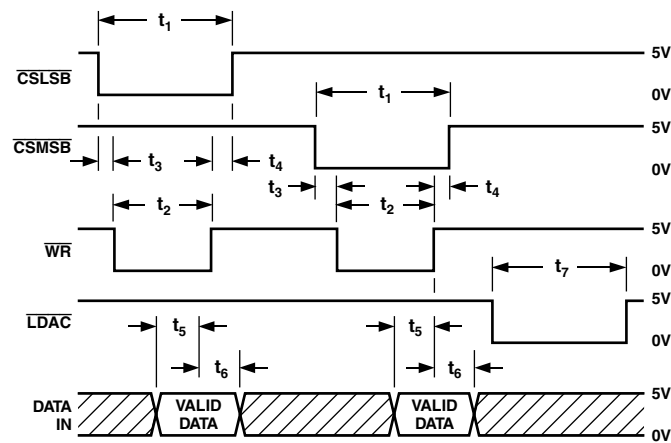 t1
CSLSB
5V
0V
t1
CSMSB
5V
0V
t3
t4
t3
t4
t2
t2
WR
5V
0V
t7
LDAC
5V
0V
t5
t5
t6
t6
DATA IN
VALID DATA
VALID DATA
5V
0V